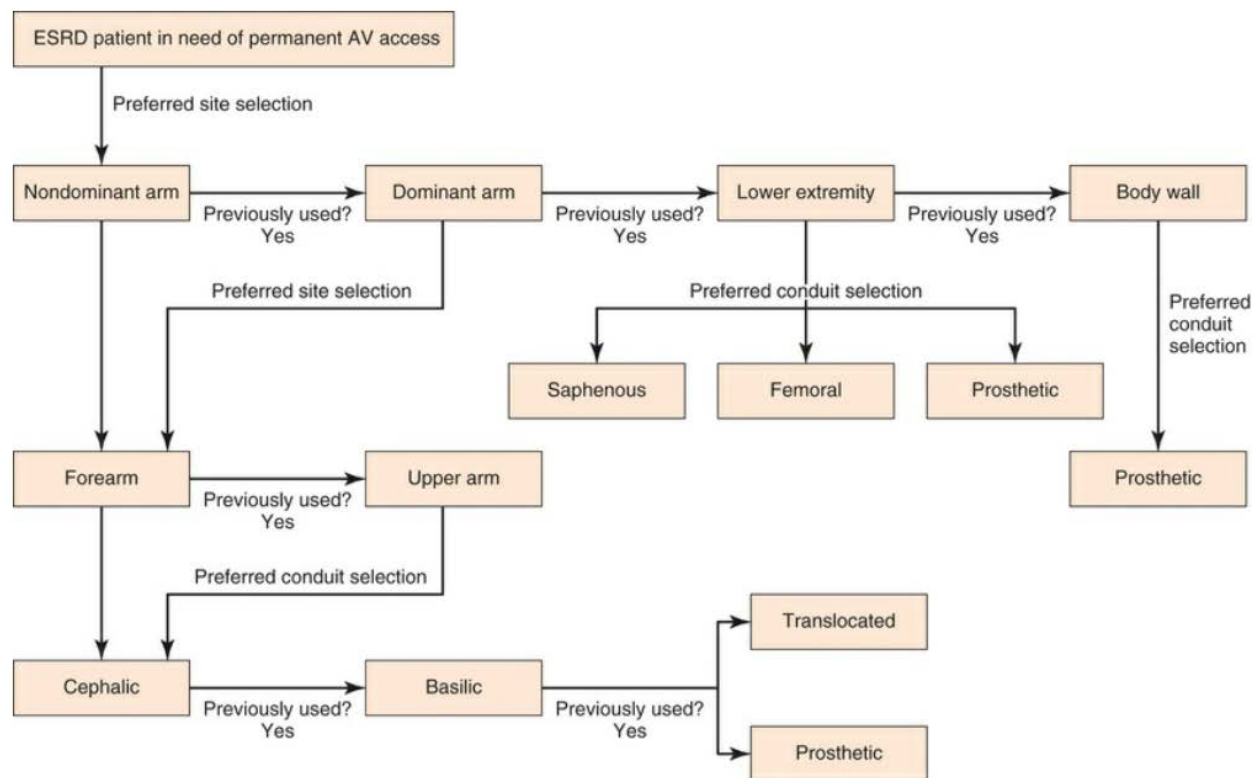 ESRD patient in need of permanent AV access
Preferred site selection
Nondominant arm
Previously used?
Yes
Dominant arm
Previously used?
Yes
Lower extremity
Previously used?
Yes
Body wall
Preferred site selection
Preferred conduit selection
Preferred
conduit
selection
Saphenous
Femoral
Prosthetic
Forearm
Previously used?
Yes
Upper arm
Prosthetic
Preferred conduit selection
Translocated
Cephalic
Previously used?
Yes
Basilic
Previously used?
Yes
Prosthetic